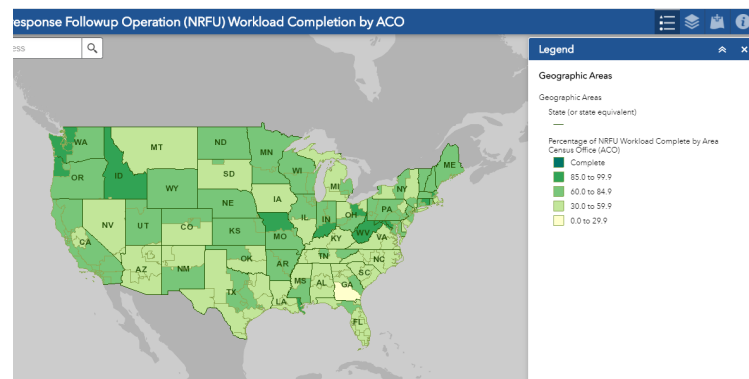 esponse Followup Operation (NRFU) Workload Completion by ACO
ess
Legend
Geographic Areas
Geographic Areas
State (or state equivalent)
Percentage of NRFU Workload Complete by Area
Census Office (ACO)
Complete
85.0 to 99.9
60.0 to 84.9
30.0 to 59.9
0.0 to 29.9
WA
MT
ND
MN
ME
OR
ID
SD
WI
MI
NY
WY
IA
PA
NE
NV
UT
CO
IL
IN
OH
CA
KS
MO
WV
VA
KY
AZ
NM
OK
AR
TN
NC
SC
TX
MS
AL
GA
LA
FL